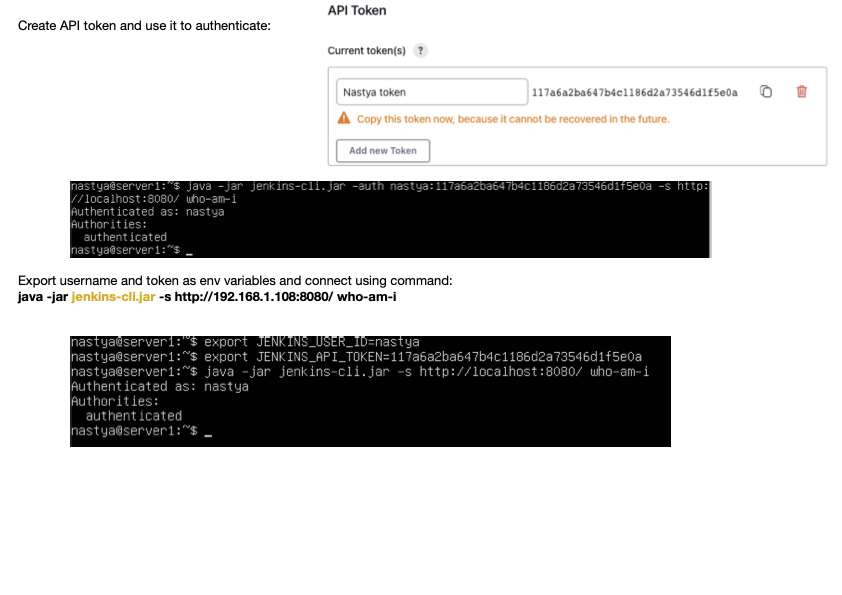 API Token
Create API token and use it to authenticate:
Current token(s) ?
Nastya token 117a6a2ba647b4c1186d2a73546d1f5e0a
Copy this token now, because it cannot be recovered in the future.
Add new Token
nastya@server1:~$ java -jar jenkins-cli.jar -auth nastya:117a6a2ba647b4c1186d2a73546d1f5e0a -s http:
//localhost:8080/ who-am-i
Authenticated as: nastya
Authorities:
authenticated
nastya@server1:~$ _
Export username and token as env variables and connect using command:
java -jar jenkins-cli.jar -s http://192.168.1.108:8080/ who-am-i
nastya@server1:~$ export JENKINS_USER_ID=nastya
nastya@server1:~$ export JENKINS_API_TOKEN=117a6a2ba647b4c1186d2a73546d1f5e0a
nastya@server1:~$ java -jar jenkins-cli.jar -s http://localhost:8080/ who-am-i
Authenticated as: nastya
Authorities:
authenticated
nastya@server1:~$ _